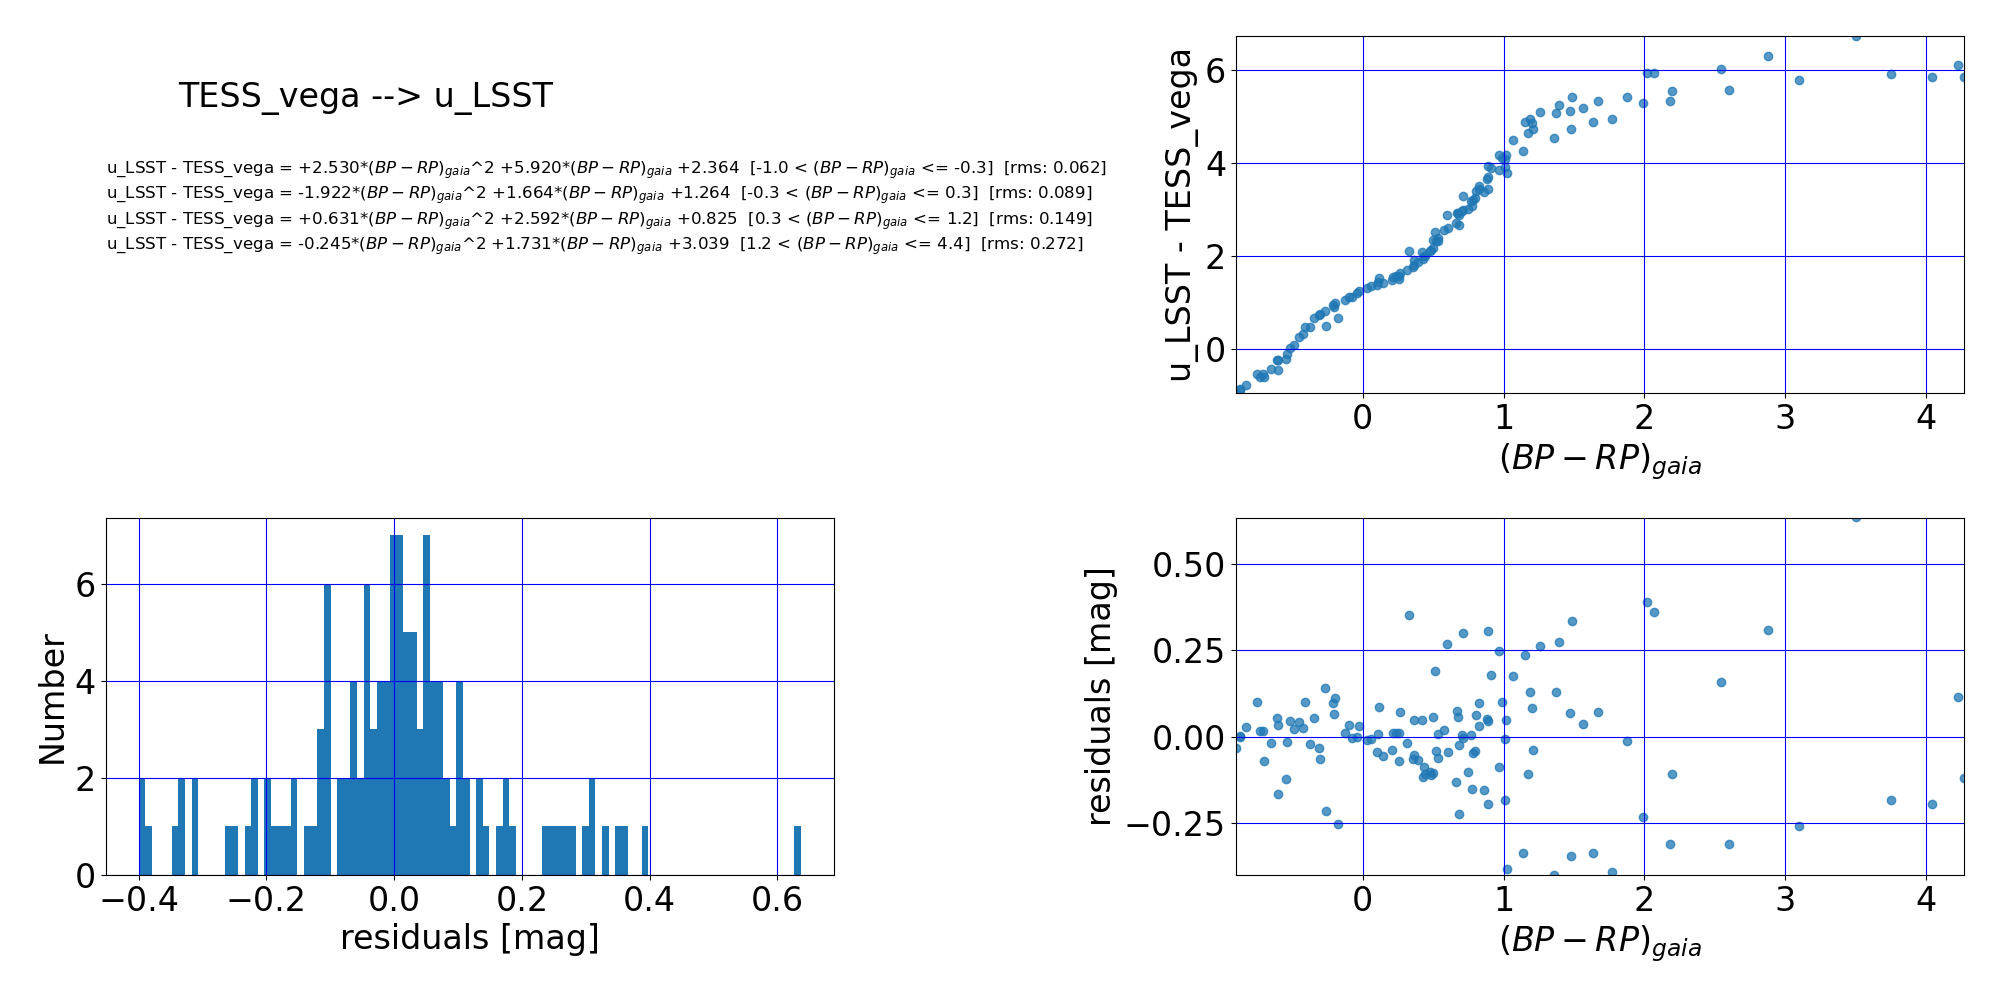 TESS_vega --> u_LSST
u_LSST - TESS_vega = +2.530*(BP−RP)gaia^2 +5.920*(BP−RP)gaia +2.364 [-1.0 < (BP−RP)gaia <= -0.3] [rms: 0.062]
u_LSST - TESS_vega = -1.922*(BP−RP)gaia^2 +1.664*(BP−RP)gaia +1.264 [-0.3 < (BP−RP)gaia <= 0.3] [rms: 0.089]
u_LSST - TESS_vega = +0.631*(BP−RP)gaia^2 +2.592*(BP−RP)gaia +0.825 [0.3 < (BP−RP)gaia <= 1.2] [rms: 0.149]
u_LSST - TESS_vega = -0.245*(BP−RP)gaia^2 +1.731*(BP−RP)gaia +3.039 [1.2 < (BP−RP)gaia <= 4.4] [rms: 0.272]
u_LSST - TESS_vega
6
4
2
0
0 1 2 3 4
(BP−RP)gaia
Number
6
4
2
0
−0.4 −0.2 0.0 0.2 0.4 0.6
residuals [mag]
residuals [mag]
0.50
0.25
0.00
−0.25
0 1 2 3 4
(BP−RP)gaia